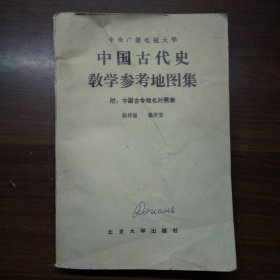 中央广播电视大学
中国古代史
教学参考地图集
附：中国古今地名对照表
张传玺 杨济安
北京大学出版社